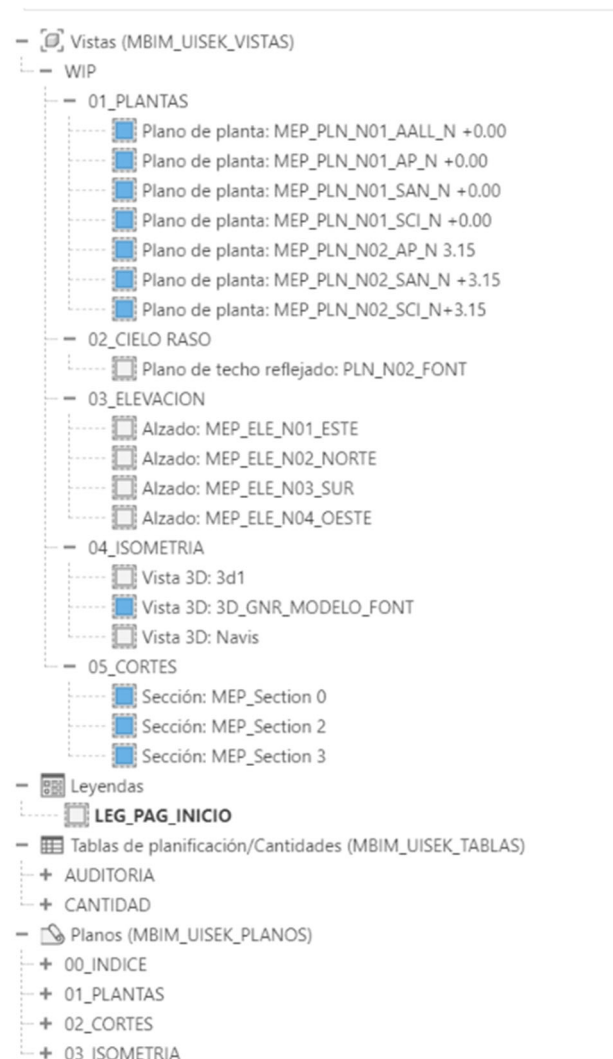 Vistas (MBIM_UISEK_VISTAS)
WIP
01_PLANTAS
Plano de planta: MEP_PLN_N01_AALL_N +0.00
Plano de planta: MEP_PLN_N01_AP_N +0.00
Plano de planta: MEP_PLN_N01_SAN_N +0.00
Plano de planta: MEP_PLN_N01_SCI_N +0.00
Plano de planta: MEP_PLN_N02_AP_N 3.15
Plano de planta: MEP_PLN_N02_SAN_N +3.15
Plano de planta: MEP_PLN_N02_SCI_N+3.15
02_CIELO RASO
Plano de techo reflejado: PLN_N02_FONT
03_ELEVACION
Alzado: MEP_ELE_N01_ESTE
Alzado: MEP_ELE_N02_NORTE
Alzado: MEP_ELE_N03_SUR
Alzado: MEP_ELE_N04_OESTE
04_ISOMETRIA
Vista 3D: 3d1
Vista 3D: 3D_GNR_MODELO_FONT
Vista 3D: Navis
05_CORTES
Sección: MEP_Section 0
Sección: MEP_Section 2
Sección: MEP_Section 3
Leyendas
LEG_PAG_INICIO
Tablas de planificación/Cantidades (MBIM_UISEK_TABLAS)
AUDITORIA
CANTIDAD
Planos (MBIM_UISEK_PLANOS)
00_INDICE
01_PLANTAS
02_CORTES
03_ISOMETRIA